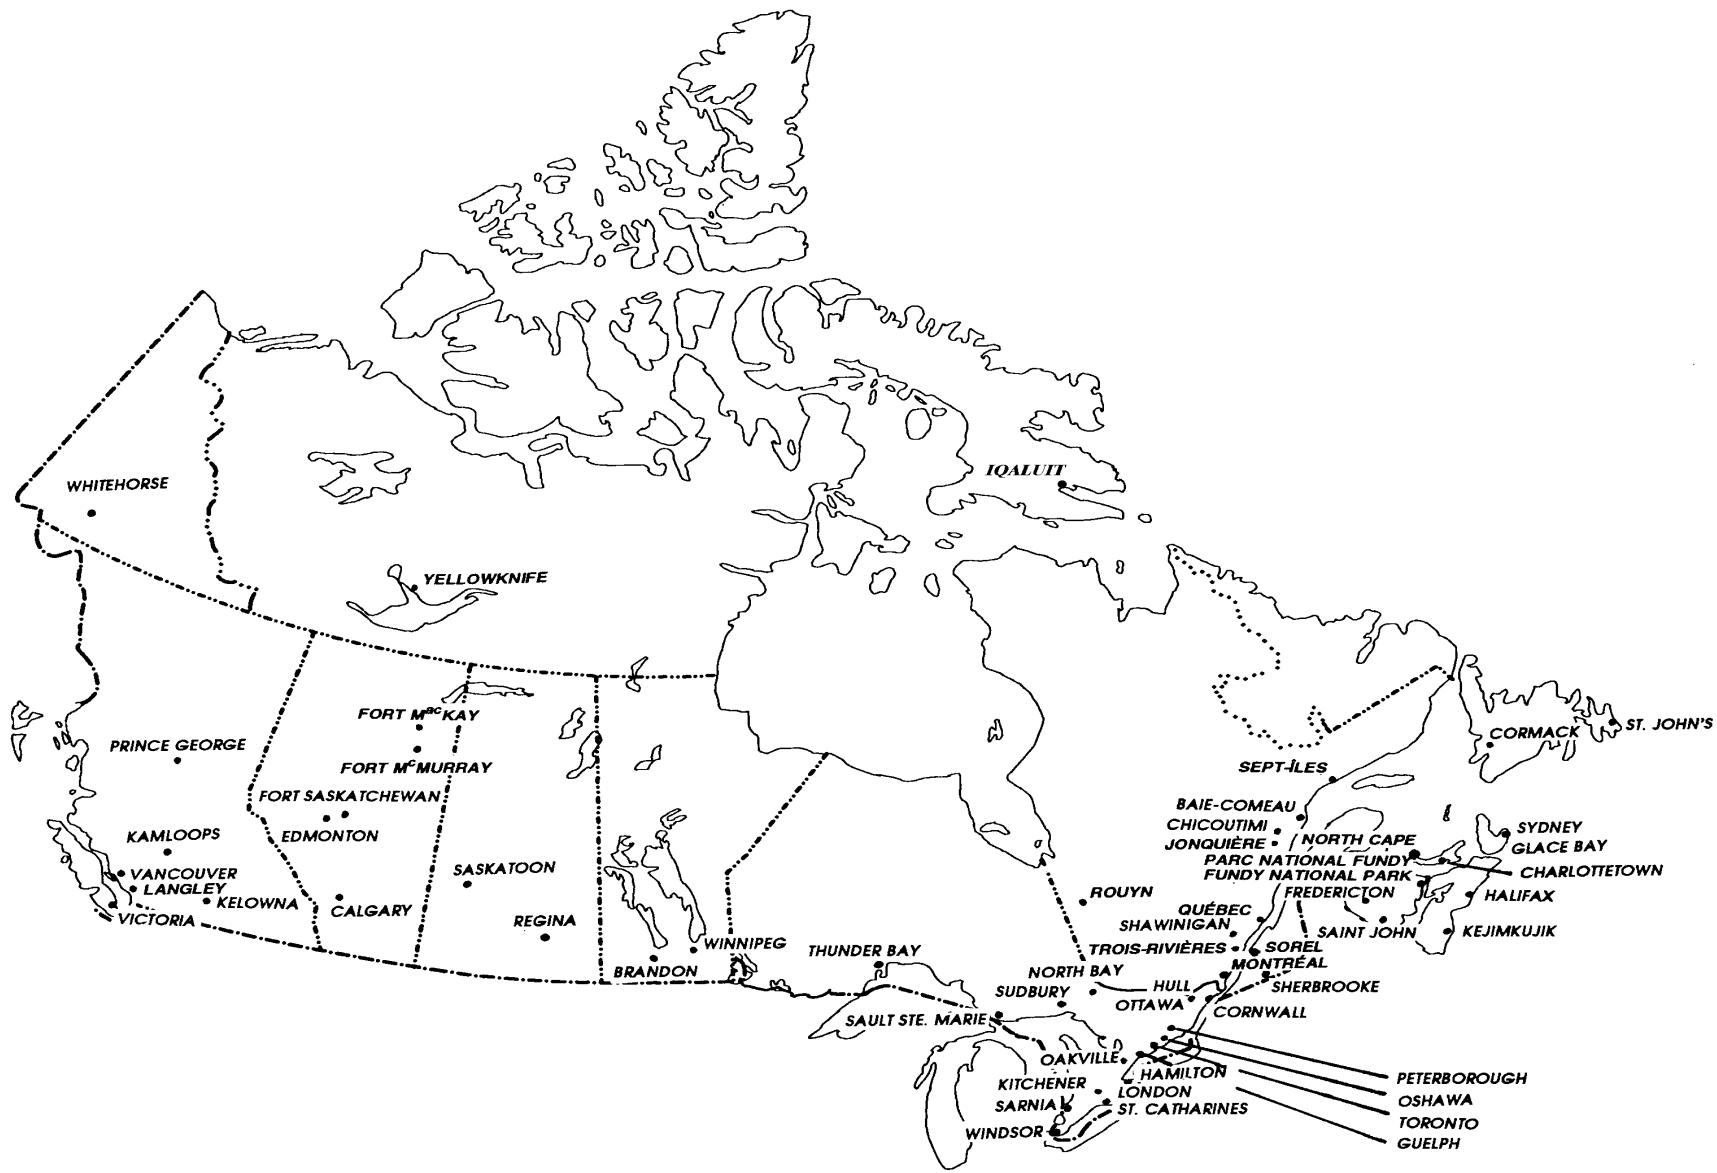 IQALUIT
WHITEHORSE
YELLOWKNIFE
FORT MacKAY
PRINCE GEORGE
FORT McMURRAY
FORT SASKATCHEWAN
EDMONTON
KAMLOOPS
VANCOUVER
LANGLEY
KELOWNA
VICTORIA
CALGARY
SASKATOON
REGINA
WINNIPEG
BRANDON
THUNDER BAY
CORMACK
ST. JOHN'S
SEPT-ÎLES
BAIE-COMEAU
CHICOUTIMI
JONQUIÈRE
NORTH CAPE
PARC NATIONAL FUNDY
FUNDY NATIONAL PARK
SYDNEY
GLACE BAY
CHARLOTTETOWN
FREDERICTON
HALIFAX
ROUYN
QUÉBEC
SHAWINIGAN
SAINT JOHN
KEJIMKUJIK
TROIS-RIVIÈRES
SOREL
MONTRÉAL
NORTH BAY
SUDBURY
HULL
SHERBROOKE
OTTAWA
CORNWALL
SAULT STE. MARIE
OAKVILLE
HAMILTON
KITCHENER
LONDON
SARNIA
ST. CATHARINES
WINDSOR
PETERBOROUGH
OSHAWA
TORONTO
GUELPH